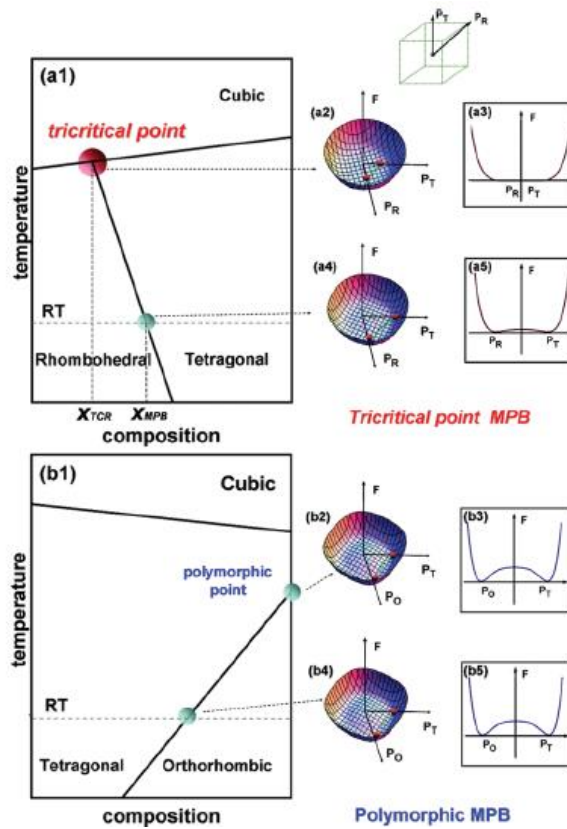 P_T
P_R
(a1)
Cubic
tricritical point
temperature
RT
Rhombohedral
Tetragonal
X_TCR
X_MPB
composition
(a2)
F
P_T
P_R
(a3)
F
P_R
P_T
(a4)
F
P_T
P_R
(a5)
F
P_R
P_T
Tricritical point MPB
(b1)
Cubic
polymorphic
point
temperature
RT
Tetragonal
Orthorhombic
composition
(b2)
F
P_T
P_O
(b3)
F
P_O
P_T
(b4)
F
P_T
P_O
(b5)
F
P_O
P_T
Polymorphic MPB